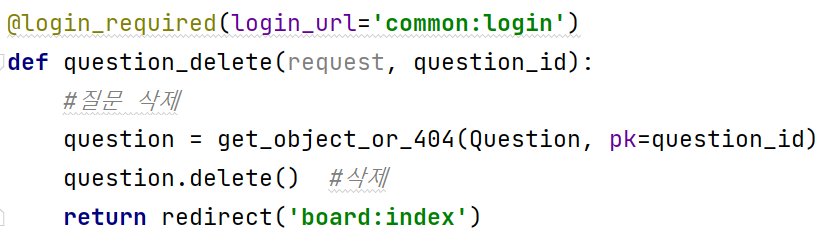 @login_required(login_url='common:login')
def question_delete(request, question_id):
    #질문 삭제
    question = get_object_or_404(Question, pk=question_id)
    question.delete()  #삭제
    return redirect('board:index')